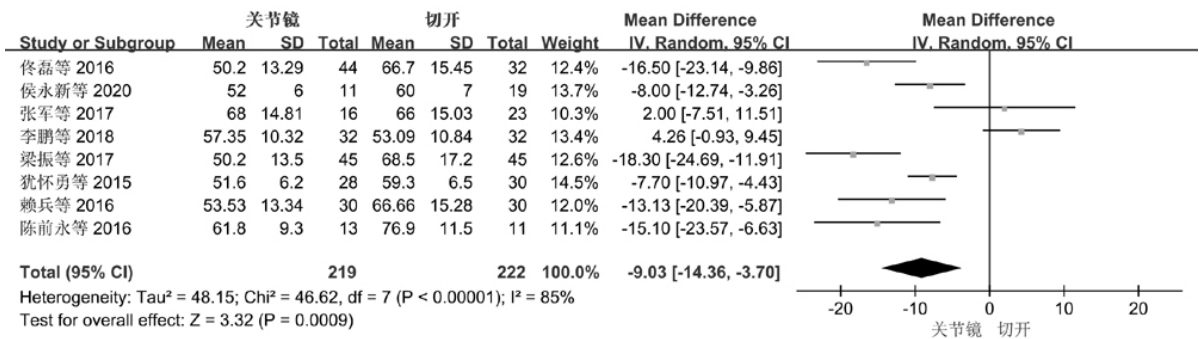 关节镜 切开 Mean Difference Mean Difference
Study or Subgroup Mean SD Total Mean SD Total Weight IV, Random, 95% CI IV, Random, 95% CI
佟磊等 2016 50.2 13.29 44 66.7 15.45 32 12.4% -16.50 [-23.14, -9.86]
侯永新等 2020 52 6 11 60 7 19 13.7% -8.00 [-12.74, -3.26]
张军等 2017 68 14.81 16 66 15.03 23 10.3% 2.00 [-7.51, 11.51]
李鹏等 2018 57.35 10.32 32 53.09 10.84 32 13.4% 4.26 [-0.93, 9.45]
梁振等 2017 50.2 13.5 45 68.5 17.2 45 12.6% -18.30 [-24.69, -11.91]
犹怀勇等 2015 51.6 6.2 28 59.3 6.5 30 14.5% -7.70 [-10.97, -4.43]
赖兵等 2016 53.53 13.34 30 66.66 15.28 30 12.0% -13.13 [-20.39, -5.87]
陈前永等 2016 61.8 9.3 13 76.9 11.5 11 11.1% -15.10 [-23.57, -6.63]
Total (95% CI) 219 222 100.0% -9.03 [-14.36, -3.70]
Heterogeneity: Tau² = 48.15; Chi² = 46.62, df = 7 (P < 0.00001); I² = 85%
Test for overall effect: Z = 3.32 (P = 0.0009)
-20 -10 0 10 20
关节镜 切开